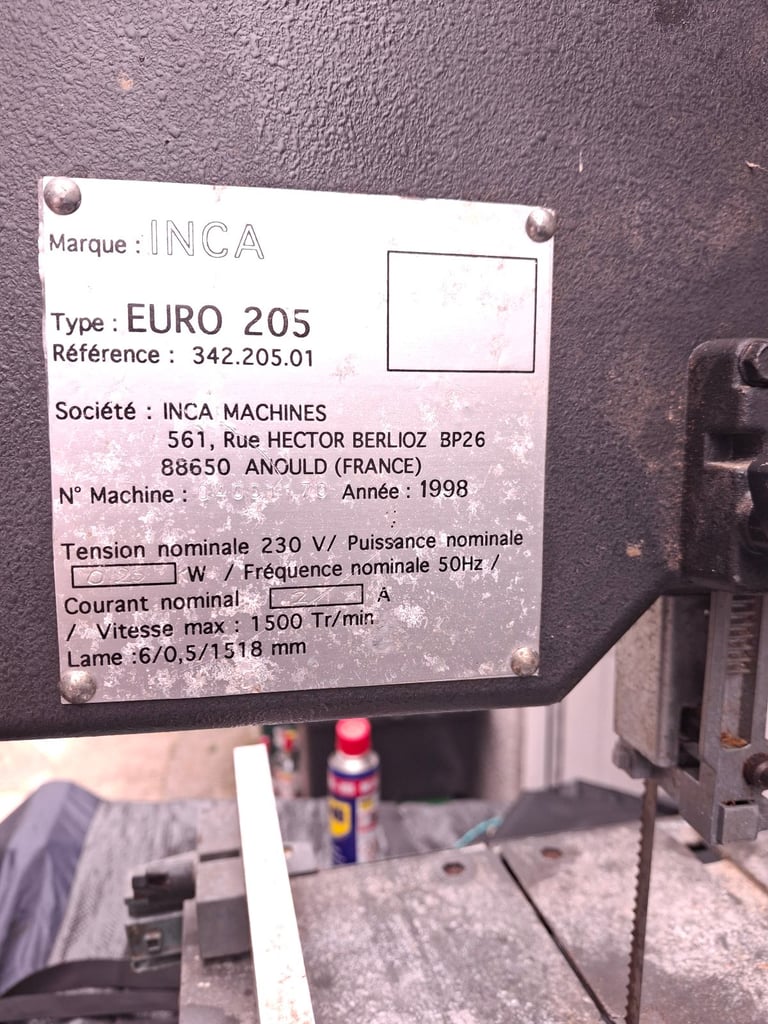 Marque : INCA
Type : EURO 205
Référence : 342.205.01
Société : INCA MACHINES
561, Rue HECTOR BERLIOZ BP26
88650 ANOULD (FRANCE)
N° Machine : Année : 1998
Tension nominale 230 V/ Puissance nominale
W / Fréquence nominale 50Hz /
Courant nominal A
/ Vitesse max : 1500 Tr/min
Lame :6/0,5/1518 mm